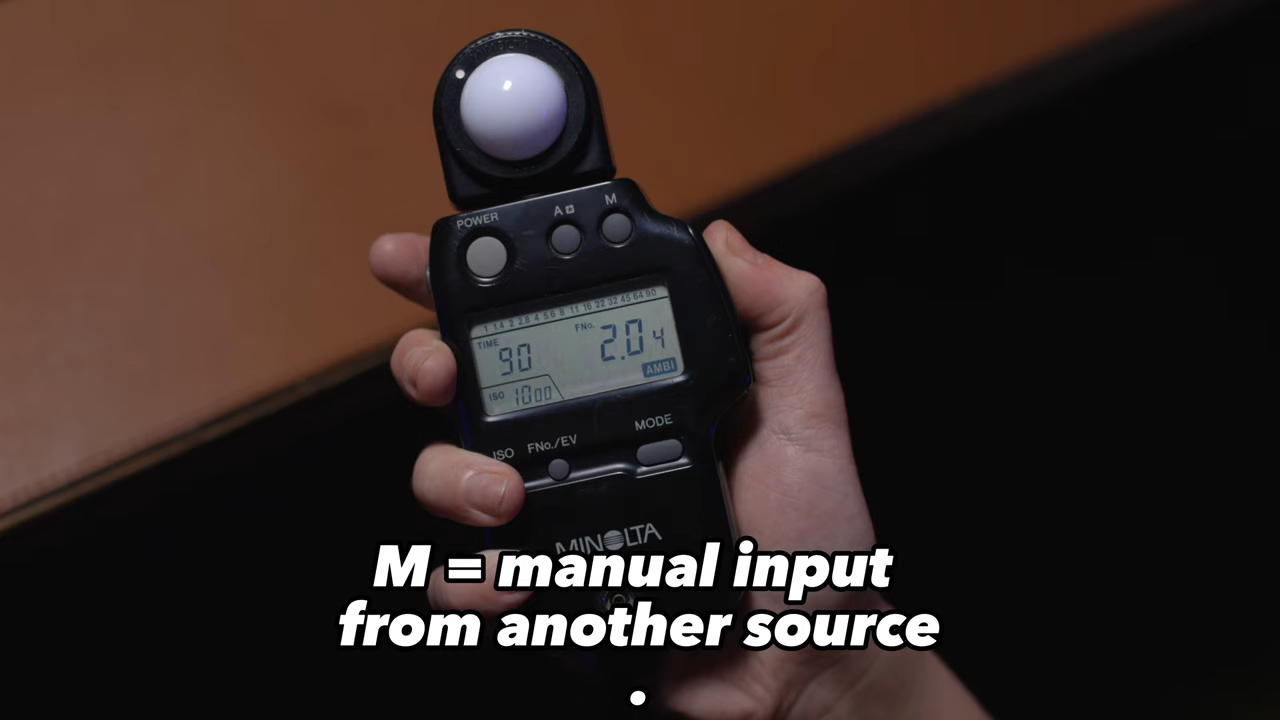 POWER
A
M
1 1.4 2 2.8 4 5.6 8 11 16 22 32 45 64 90
TIME
90
FNo.
2.0 4
AMBI
ISO 1000
ISO
FNo./EV
MODE
MINOLTA
M = manual input
from another source
.